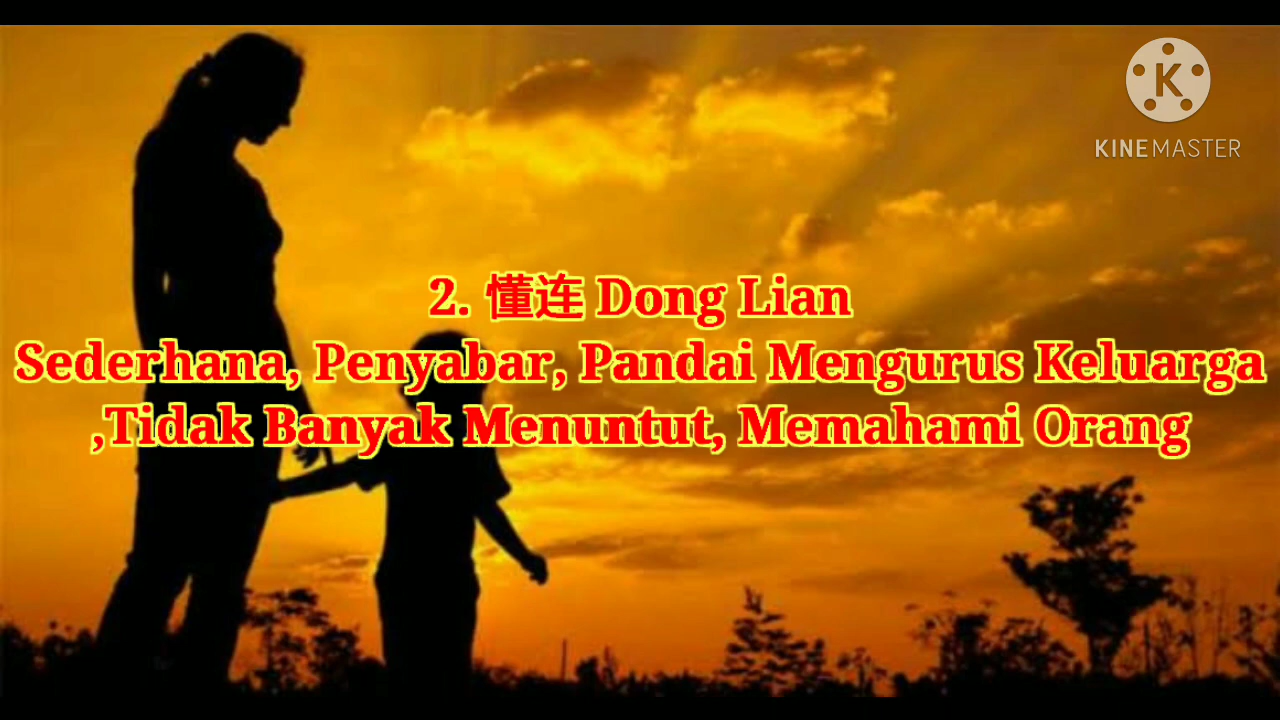 K
KINEMASTER
2. 懂连 Dong Lian
Sederhana, Penyabar, Pandai Mengurus Keluarga
,Tidak Banyak Menuntut, Memahami Orang